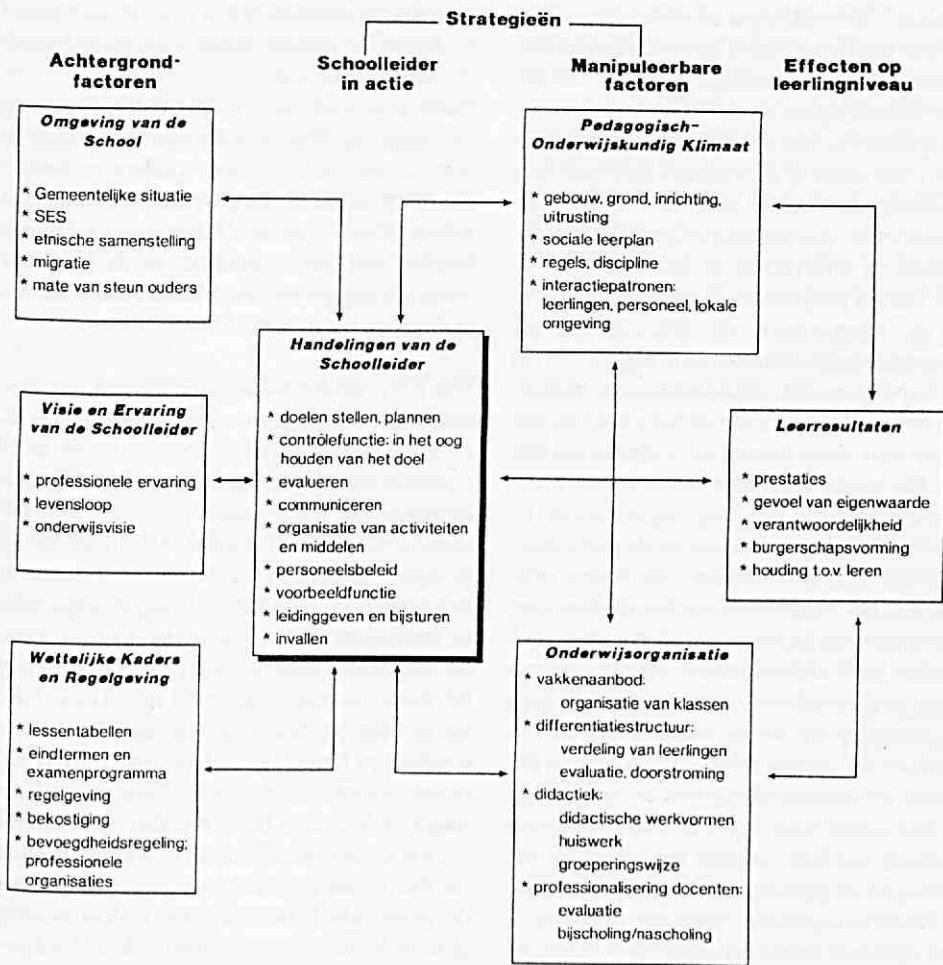 Strategieën
Achtergrond-
factoren
Schoolleider
in actie
Manipuleerbare
factoren
Effecten op
leerlingniveau
Omgeving van de
School
* Gemeentelijke situatie
* SES
* etnische samenstelling
* migratie
* mate van steun ouders
Visie en Ervaring
van de Schoolleider
* professionele ervaring
* levensloop
* onderwijsvisie
Wettelijke Kaders
en Regelgeving
* lessentabellen
* eindtermen en
examenprogramma
* regelgeving
* bekostiging
* bevoegdheidsregeling;
professionele
organisaties
Handelingen van de
Schoolleider
* doelen stellen, plannen
* contrôlefunctie: in het oog
houden van het doel
* evalueren
* communiceren
* organisatie van activiteiten
en middelen
* personeelsbeleid
* voorbeeldfunctie
* leidinggeven en bijsturen
* invallen
Pedagogisch-
Onderwijskundig Klimaat
* gebouw, grond, inrichting,
uitrusting
* sociale leerplan
* regels, discipline
* interactiepatronen:
leerlingen, personeel, lokale
omgeving
Onderwijsorganisatie
* vakkenaanbod:
organisatie van klassen
* differentiatiestructuur:
verdeling van leerlingen
evaluatie, doorstroming
* didactiek:
didactische werkvormen
huiswerk
groeperingswijze
* professionalisering docenten:
evaluatie
bijscholing/nascholing
Leerresultaten
* prestaties
* gevoel van eigenwaarde
* verantwoordelijkheid
* burgerschapsvorming
* houding t.o.v. leren